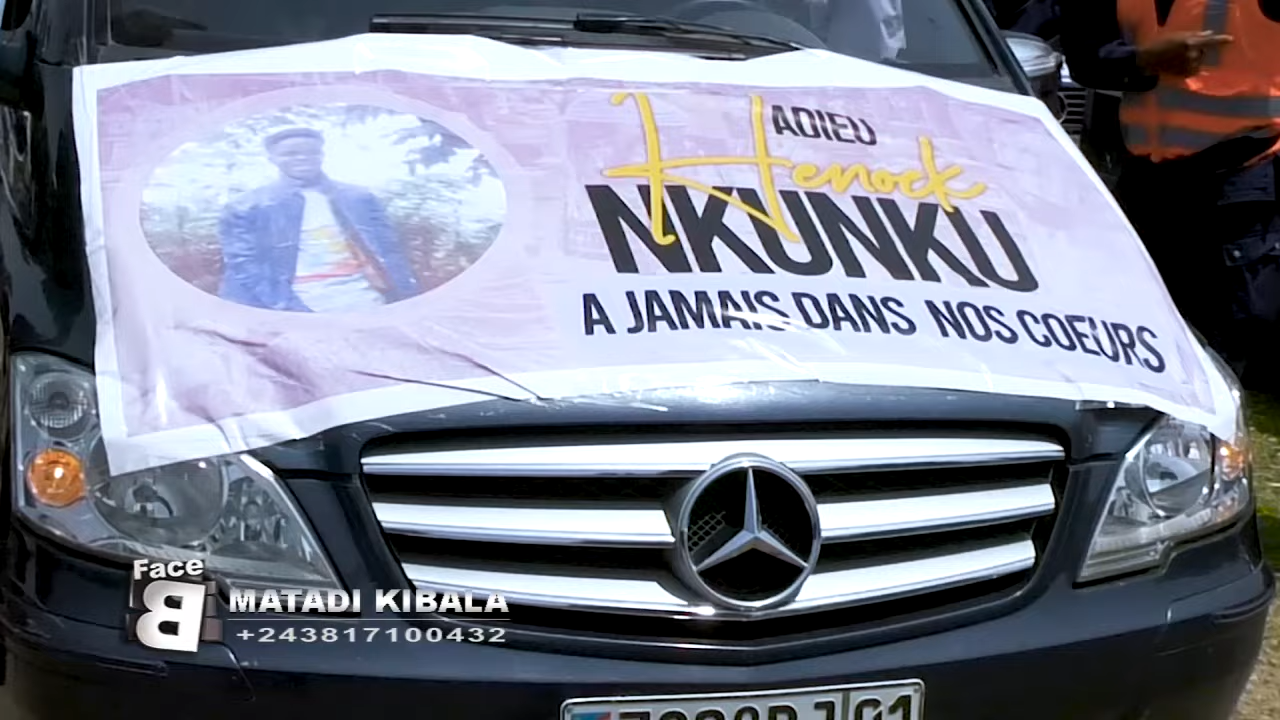 ADIEU
Henock
NKUNKU
A JAMAIS DANS NOS COEURS
Face
B MATADI KIBALA
+243817100432